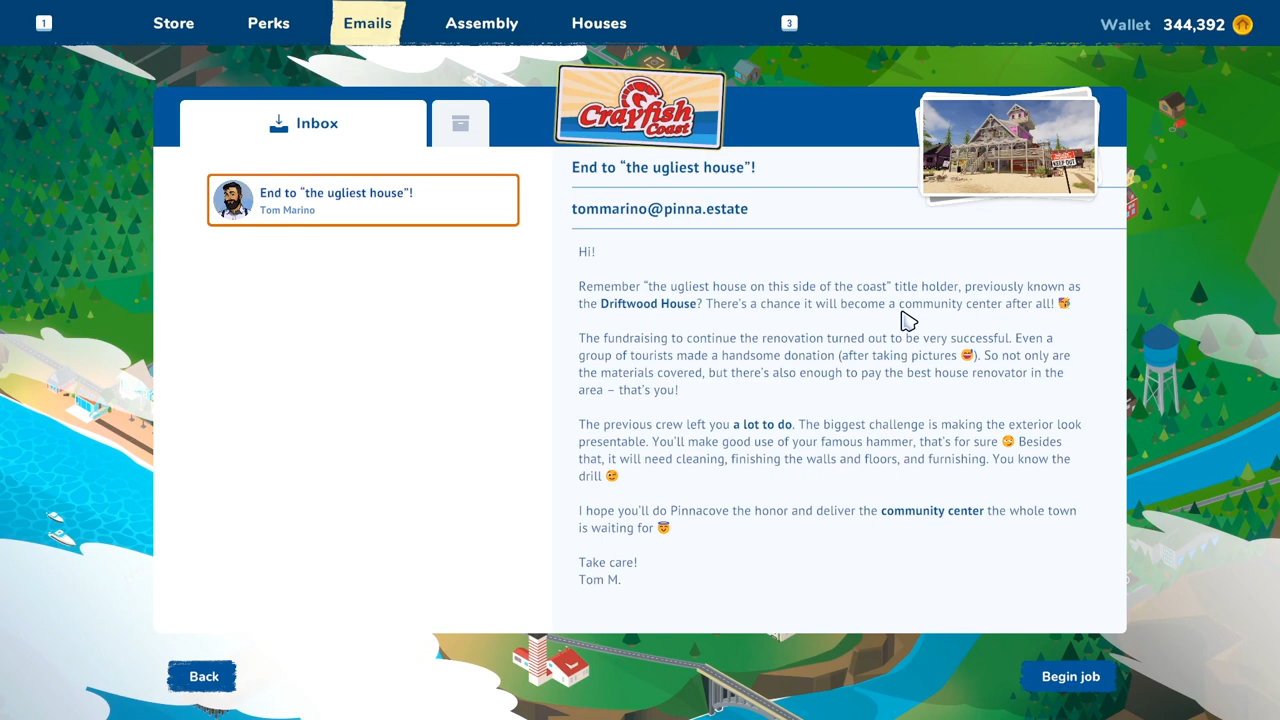 1
Store
Perks
Emails
Assembly
Houses
3
Wallet 344,392
Inbox
Crayfish
Coast
KEEP OUT
End to “the ugliest house”!
Tom Marino
End to “the ugliest house”!
tommarino@pinna.estate
Hi!
Remember “the ugliest house on this side of the coast” title holder, previously known as
the Driftwood House? There’s a chance it will become a community center after all! 🥳
The fundraising to continue the renovation turned out to be very successful. Even a
group of tourists made a handsome donation (after taking pictures 😅). So not only are
the materials covered, but there’s also enough to pay the best house renovator in the
area – that’s you!
The previous crew left you a lot to do. The biggest challenge is making the exterior look
presentable. You’ll make good use of your famous hammer, that’s for sure 😏 Besides
that, it will need cleaning, finishing the walls and floors, and furnishing. You know the
drill 😉
I hope you’ll do Pinnacove the honor and deliver the community center the whole town
is waiting for 😇
Take care!
Tom M.
Back
Begin job